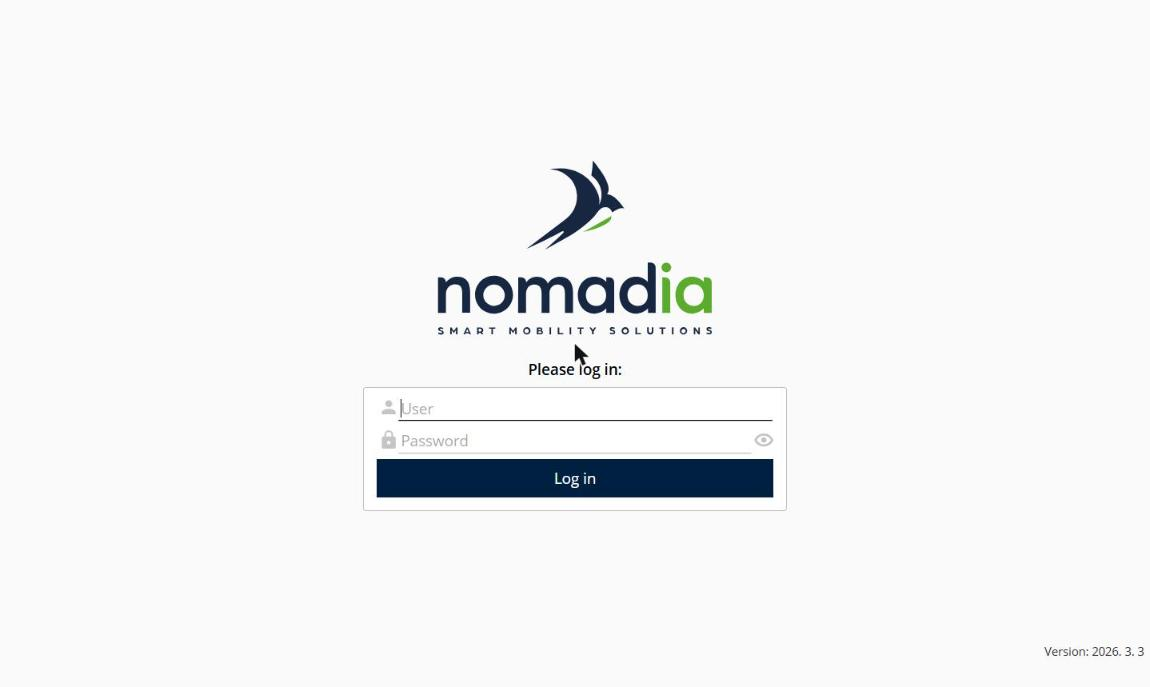 nomadia
SMART MOBILITY SOLUTIONS
Please log in:
User
Password
Log in
Version: 2026. 3. 3